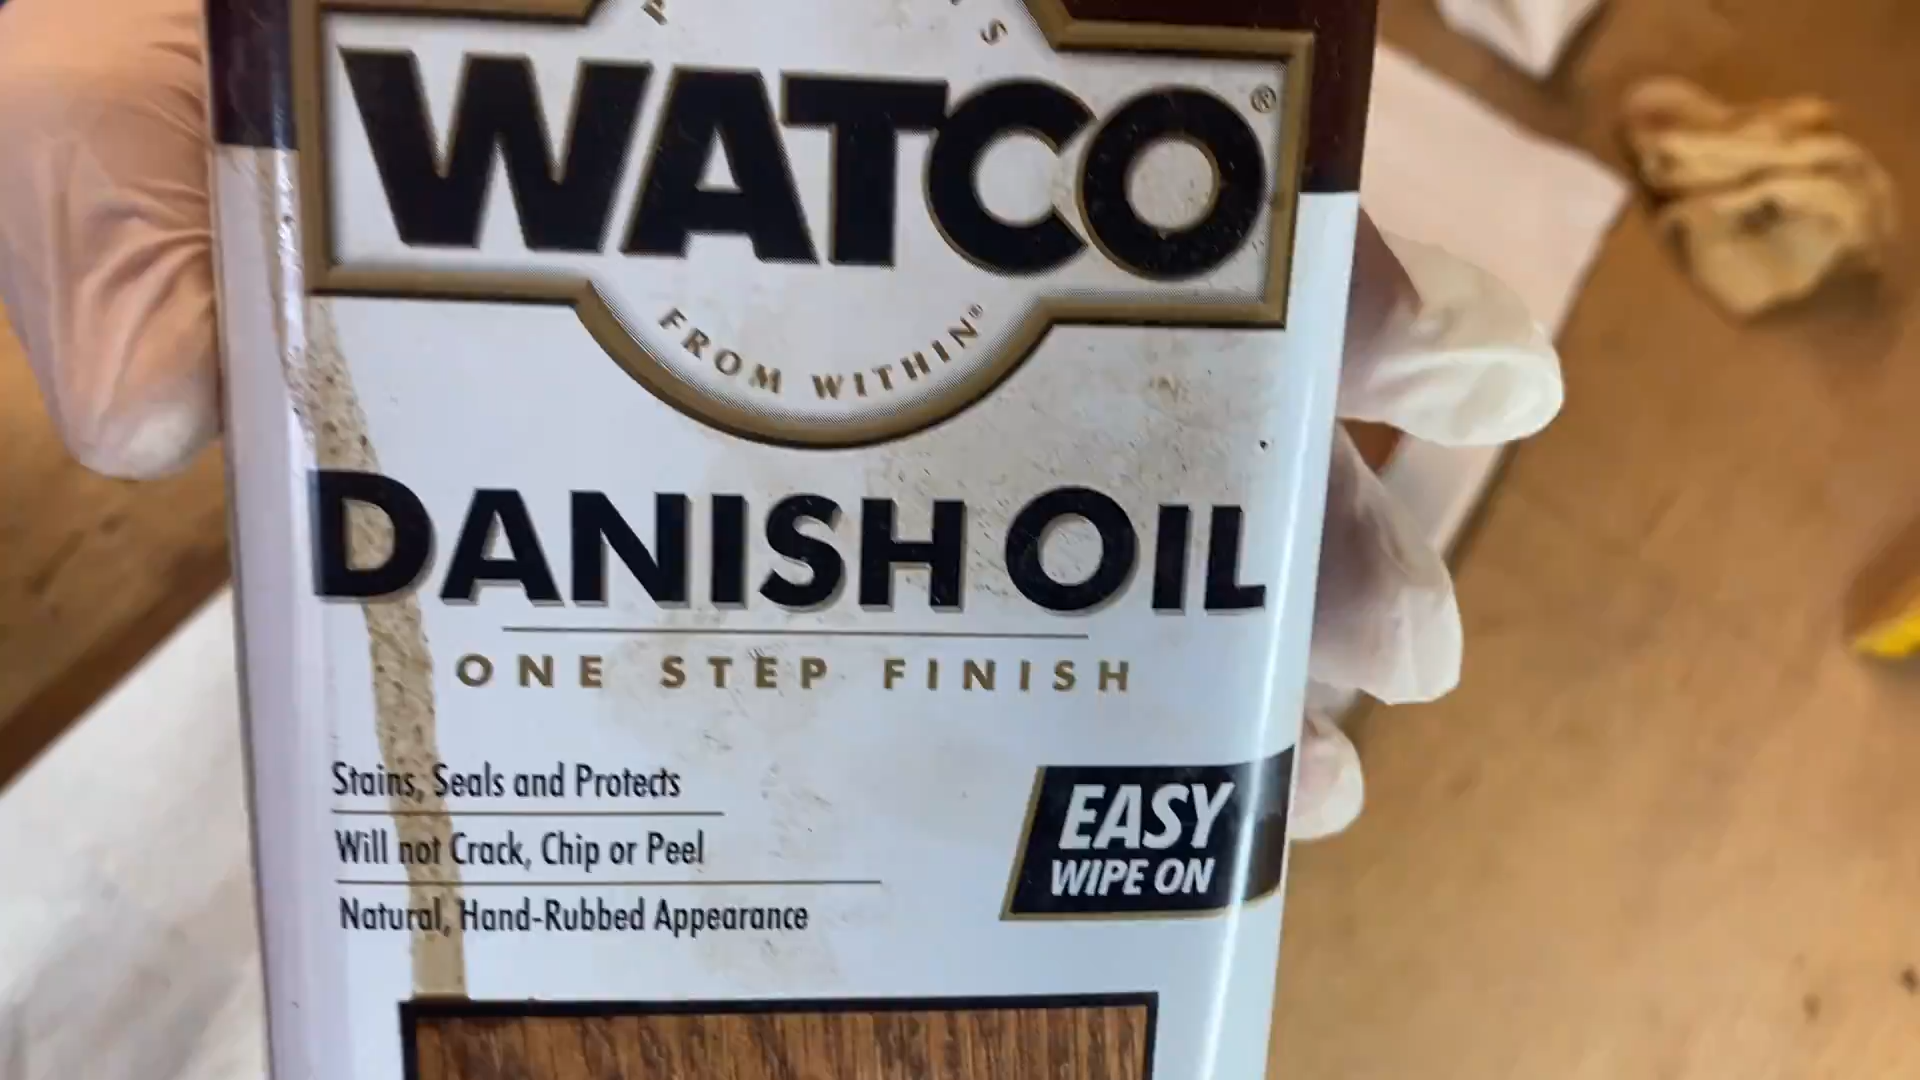 WATCO®
FROM WITHIN®
DANISH OIL
ONE STEP FINISH
Stains, Seals and Protects
Will not Crack, Chip or Peel
Natural, Hand-Rubbed Appearance
EASY
WIPE ON